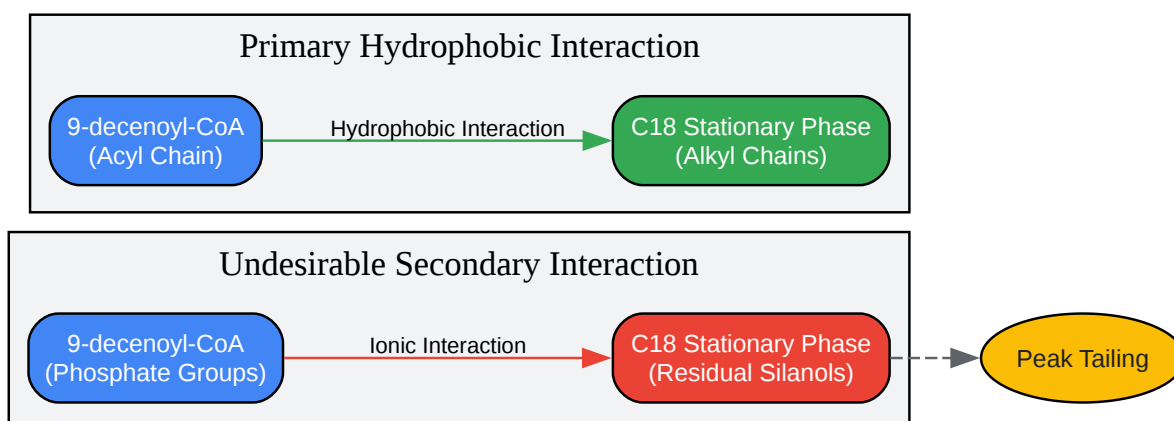 Primary Hydrophobic Interaction
9-decenoyl-CoA
(Acyl Chain)
Hydrophobic Interaction
C18 Stationary Phase
(Alkyl Chains)
Undesirable Secondary Interaction
9-decenoyl-CoA
(Phosphate Groups)
Ionic Interaction
C18 Stationary Phase
(Residual Silanols)
Peak Tailing